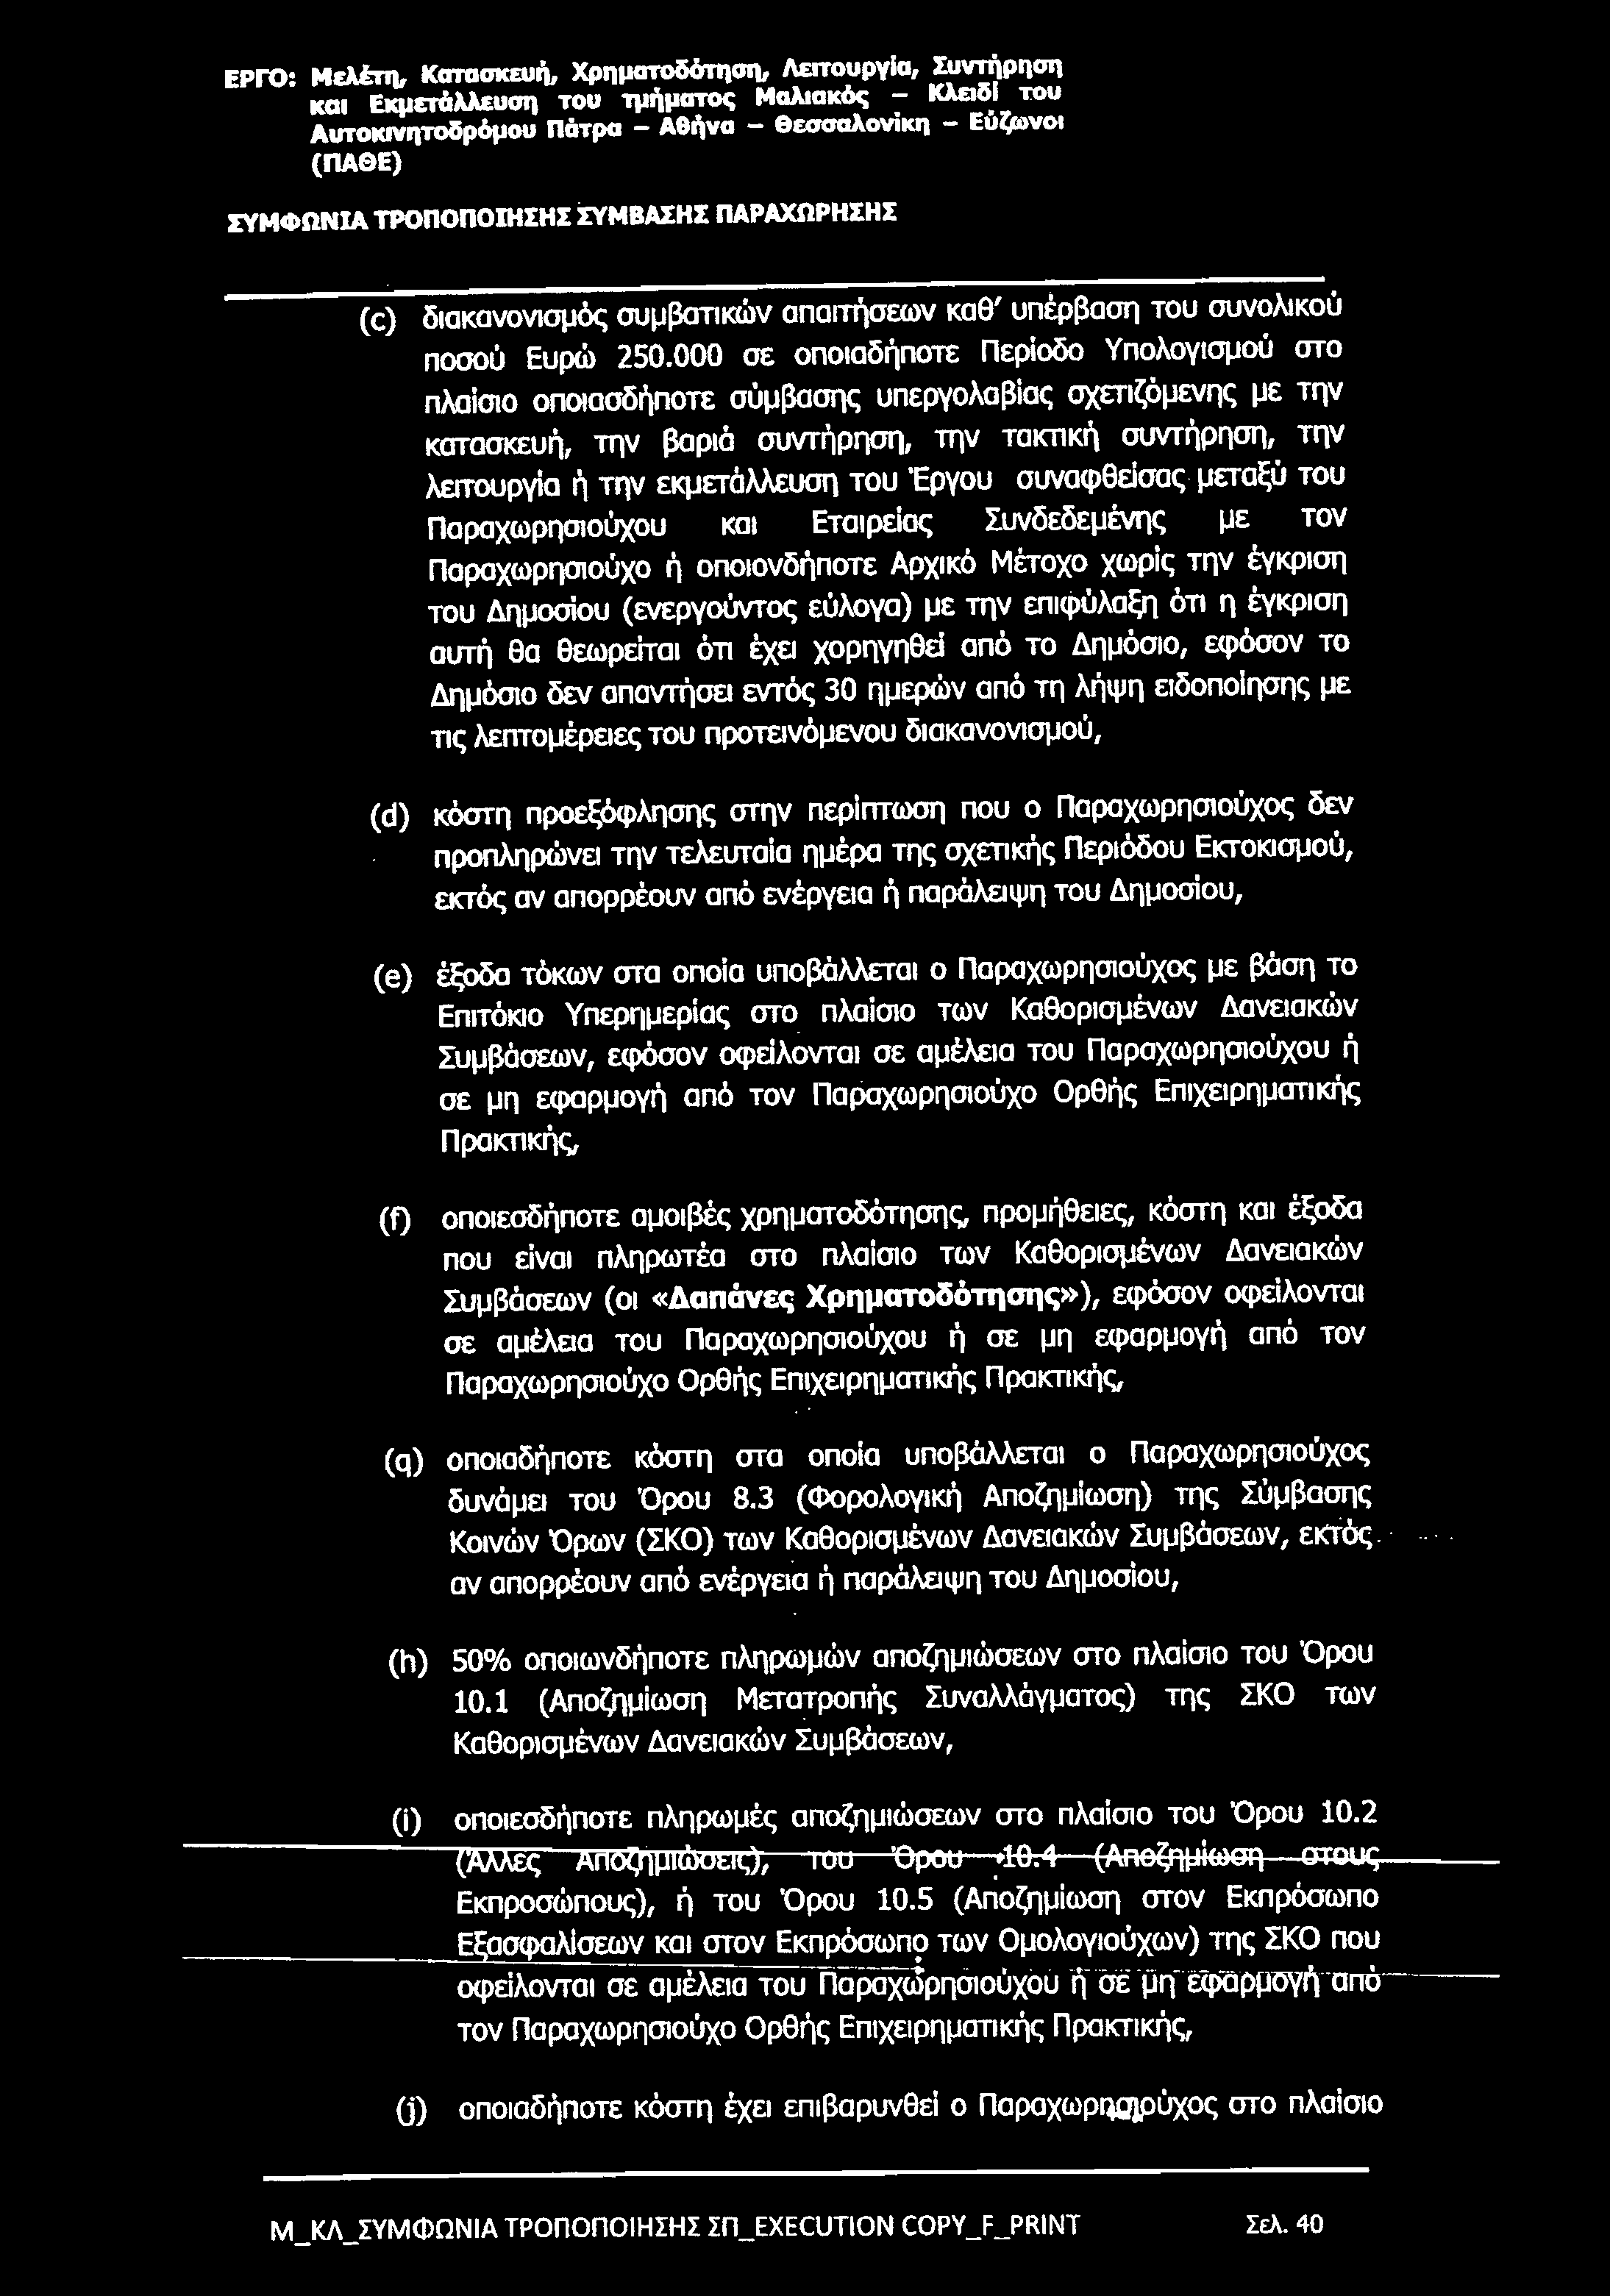 ΕΡΓΟ: Μελέτη, Κατασκευή, Χρηματοδότηση, Λειτουργία, Συντήρηση
και Εκμετάλλευση του τμήματος Μαλιακός – Κλειδί του
Αυτοκινητοδρόμου Πάτρα – Αθήνα – Θεσσαλονίκη – Εύζωνοι
(ΠΑΘΕ)
ΣΥΜΦΩΝΙΑ ΤΡΟΠΟΠΟΙΗΣΗΣ ΣΥΜΒΑΣΗΣ ΠΑΡΑΧΩΡΗΣΗΣ
(c) διακανονισμός συμβατικών απαιτήσεων καθ' υπέρβαση του συνολικού
ποσού Ευρώ 250.000 σε οποιαδήποτε Περίοδο Υπολογισμού στο
πλαίσιο οποιασδήποτε σύμβασης υπεργολαβίας σχετιζόμενης με την
κατασκευή, την βαριά συντήρηση, την τακτική συντήρηση, την
λειτουργία ή την εκμετάλλευση του Έργου συναφθείσας μεταξύ του
Παραχωρησιούχου και Εταιρείας Συνδεδεμένης με τον
Παραχωρησιούχο ή οποιονδήποτε Αρχικό Μέτοχο χωρίς την έγκριση
του Δημοσίου (ενεργούντος εύλογα) με την επιφύλαξη ότι η έγκριση
αυτή θα θεωρείται ότι έχει χορηγηθεί από το Δημόσιο, εφόσον το
Δημόσιο δεν απαντήσει εντός 30 ημερών από τη λήψη ειδοποίησης με
τις λεπτομέρειες του προτεινόμενου διακανονισμού,
(d) κόστη προεξόφλησης στην περίπτωση που ο Παραχωρησιούχος δεν
προπληρώνει την τελευταία ημέρα της σχετικής Περιόδου Εκτοκισμού,
εκτός αν απορρέουν από ενέργεια ή παράλειψη του Δημοσίου,
(e) έξοδα τόκων στα οποία υποβάλλεται ο Παραχωρησιούχος με βάση το
Επιτόκιο Υπερημερίας στο πλαίσιο των Καθορισμένων Δανειακών
Συμβάσεων, εφόσον οφείλονται σε αμέλεια του Παραχωρησιούχου ή
σε μη εφαρμογή από τον Παραχωρησιούχο Ορθής Επιχειρηματικής
Πρακτικής,
(f) οποιεσδήποτε αμοιβές χρηματοδότησης, προμήθειες, κόστη και έξοδα
που είναι πληρωτέα στο πλαίσιο των Καθορισμένων Δανειακών
Συμβάσεων (οι «Δαπάνες Χρηματοδότησης»), εφόσον οφείλονται
σε αμέλεια του Παραχωρησιούχου ή σε μη εφαρμογή από τον
Παραχωρησιούχο Ορθής Επιχειρηματικής Πρακτικής,
(q) οποιαδήποτε κόστη στα οποία υποβάλλεται ο Παραχωρησιούχος
δυνάμει του Όρου 8.3 (Φορολογική Αποζημίωση) της Σύμβασης
Κοινών Όρων (ΣΚΟ) των Καθορισμένων Δανειακών Συμβάσεων, εκτός
αν απορρέουν από ενέργεια ή παράλειψη του Δημοσίου,
(h) 50% οποιωνδήποτε πληρωμών αποζημιώσεων στο πλαίσιο του Όρου
10.1 (Αποζημίωση Μετατροπής Συναλλάγματος) της ΣΚΟ των
Καθορισμένων Δανειακών Συμβάσεων,
(i) οποιεσδήποτε πληρωμές αποζημιώσεων στο πλαίσιο του Όρου 10.2
(Άλλες Αποζημιώσεις), του Όρου 10.4 (Αποζημίωση στους
Εκπροσώπους), ή του Όρου 10.5 (Αποζημίωση στον Εκπρόσωπο
Εξασφαλίσεων και στον Εκπρόσωπο των Ομολογιούχων) της ΣΚΟ που
οφείλονται σε αμέλεια του Παραχωρησιούχου ή σε μη εφαρμογή από
τον Παραχωρησιούχο Ορθής Επιχειρηματικής Πρακτικής,
(j) οποιαδήποτε κόστη έχει επιβαρυνθεί ο Παραχωρησιούχος στο πλαίσιο
Μ_ΚΛ_ΣΥΜΦΩΝΙΑ ΤΡΟΠΟΠΟΙΗΣΗΣ ΣΠ_EXECUTION COPY_F_PRINT Σελ. 40